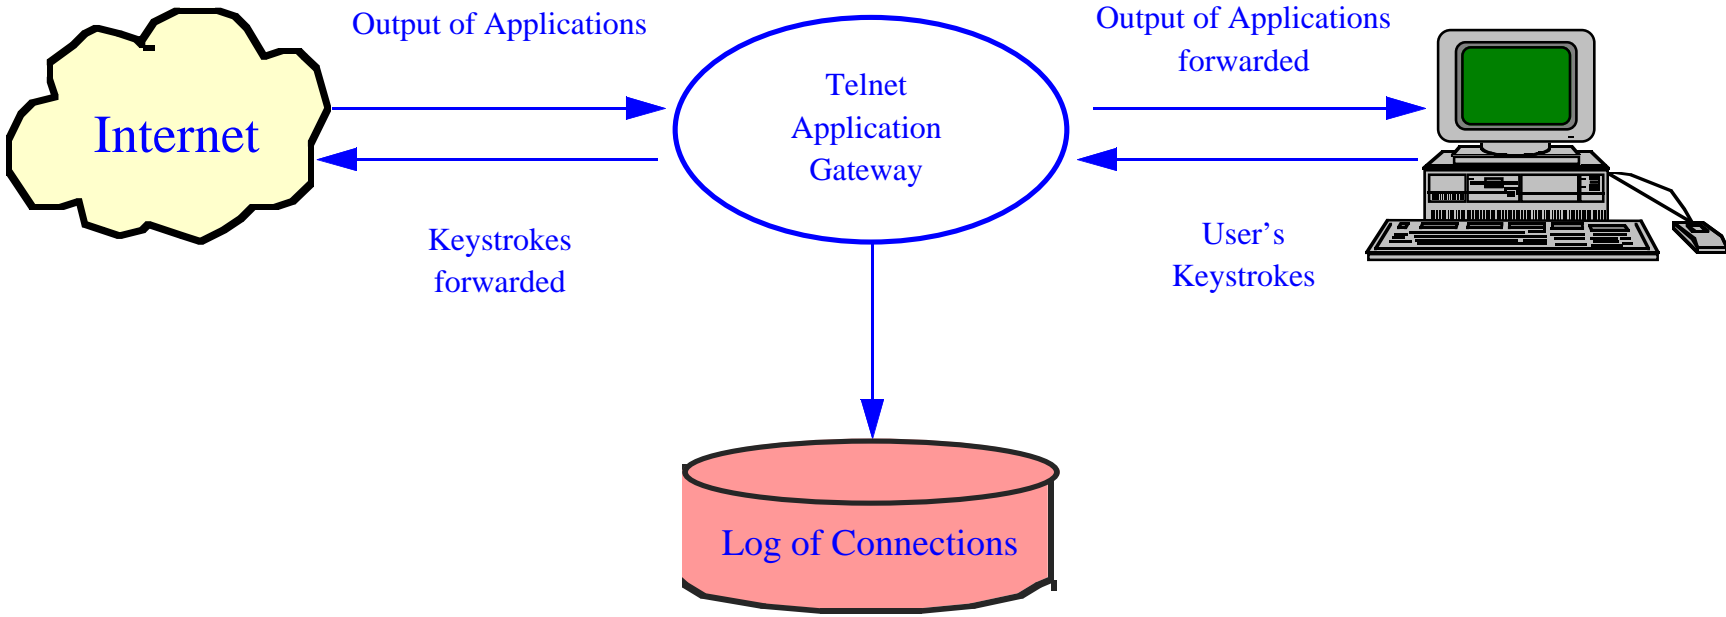 Output of Applications
Output of Applications
forwarded
Internet
Telnet
Application
Gateway
Keystrokes
forwarded
User's
Keystrokes
Log of Connections